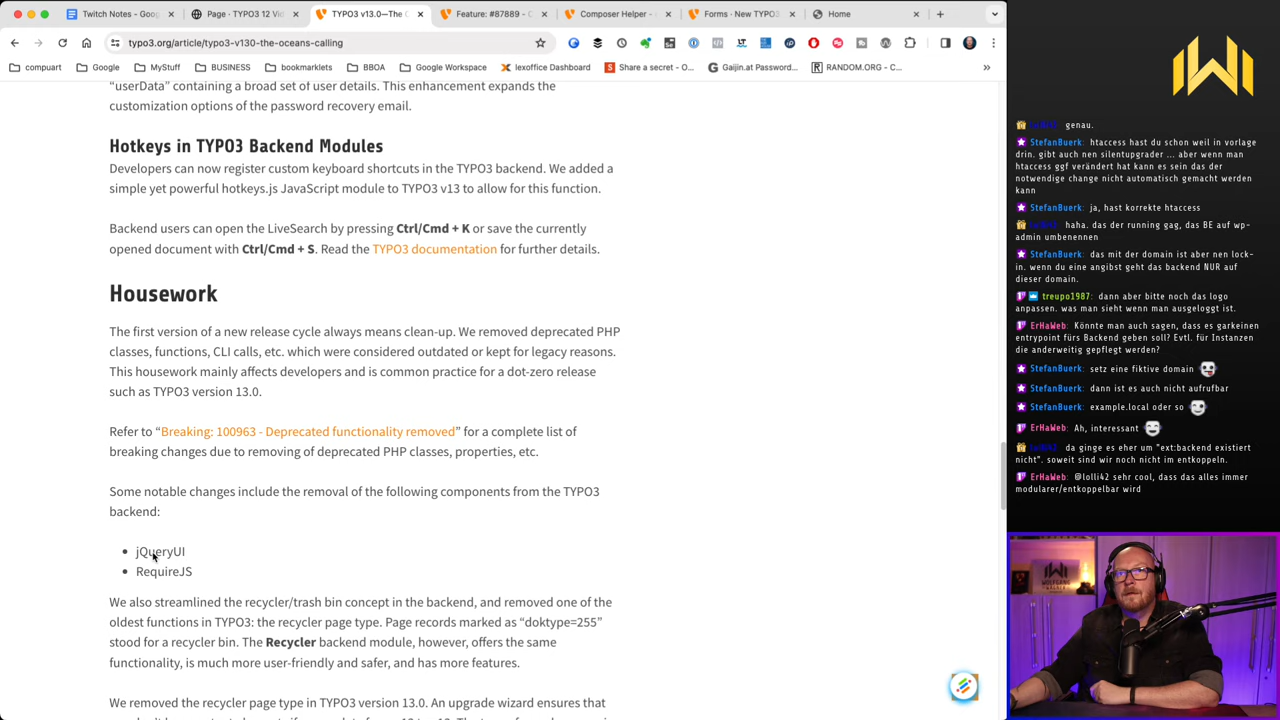 Twitch Notes – Goog
Page · TYPO3 12 Vid
TYPO3 v13.0—The O
Feature: #87889 - C
Composer Helper -
Forms · New TYPO3
Home
typo3.org/article/typo3-v130-the-oceans-calling
compuart
Google
MyStuff
BUSINESS
bookmarklets
BBOA
Google Workspace
lexoffice Dashboard
Share a secret - O...
Gaijin.at Password...
RANDOM.ORG - C...
»
"userData" containing a broad set of user details. This enhancement expands the
customization options of the password recovery email.
Hotkeys in TYPO3 Backend Modules
Developers can now register custom keyboard shortcuts in the TYPO3 backend. We added a
simple yet powerful hotkeys.js JavaScript module to TYPO3 v13 to allow for this function.
Backend users can open the LiveSearch by pressing Ctrl/Cmd + K or save the currently
opened document with Ctrl/Cmd + S. Read the TYPO3 documentation for further details.
Housework
The first version of a new release cycle always means clean-up. We removed deprecated PHP
classes, functions, CLI calls, etc. which were considered outdated or kept for legacy reasons.
This housework mainly affects developers and is common practice for a dot-zero release
such as TYPO3 version 13.0.
Refer to “Breaking: 100963 - Deprecated functionality removed” for a complete list of
breaking changes due to removing of deprecated PHP classes, properties, etc.
Some notable changes include the removal of the following components from the TYPO3
backend:
• jQueryUI
• RequireJS
We also streamlined the recycler/trash bin concept in the backend, and removed one of the
oldest functions in TYPO3: the recycler page type. Page records marked as “doktype=255”
stood for a recycler bin. The Recycler backend module, however, offers the same
functionality, is much more user-friendly and safer, and has more features.
We removed the recycler page type in TYPO3 version 13.0. An upgrade wizard ensures that
genau.
StefanBuerk: htaccess hast du schon weil in vorlage
drin. gibt auch nen silentupgrader ... aber wenn man
htaccess ggf verändert hat kann es sein das der
notwendige change nicht automatisch gemacht werden
kann
StefanBuerk: ja, hast korrekte htaccess
haha. das der running gag, das BE auf wp-
admin umbenennen
StefanBuerk: das mit der domain ist aber nen lock-
in. wenn du eine angibst geht das backend NUR auf
dieser domain.
treupo1987: dann aber bitte noch das logo
anpassen. was man sieht wenn man ausgeloggt ist.
ErHaWeb: Könnte man auch sagen, dass es garkeinen
entrypoint fürs Backend geben soll? Evtl. für Instanzen
die anderweitig gepflegt werden?
StefanBuerk: setz eine fiktive domain
StefanBuerk: dann ist es auch nicht aufrufbar
StefanBuerk: example.local oder so
ErHaWeb: Ah, interessant
da ginge es eher um "ext:backend existiert
nicht". soweit sind wir noch nicht im entkoppeln.
ErHaWeb: @lolli42 sehr cool, dass das alles immer
modularer/entkoppelbar wird